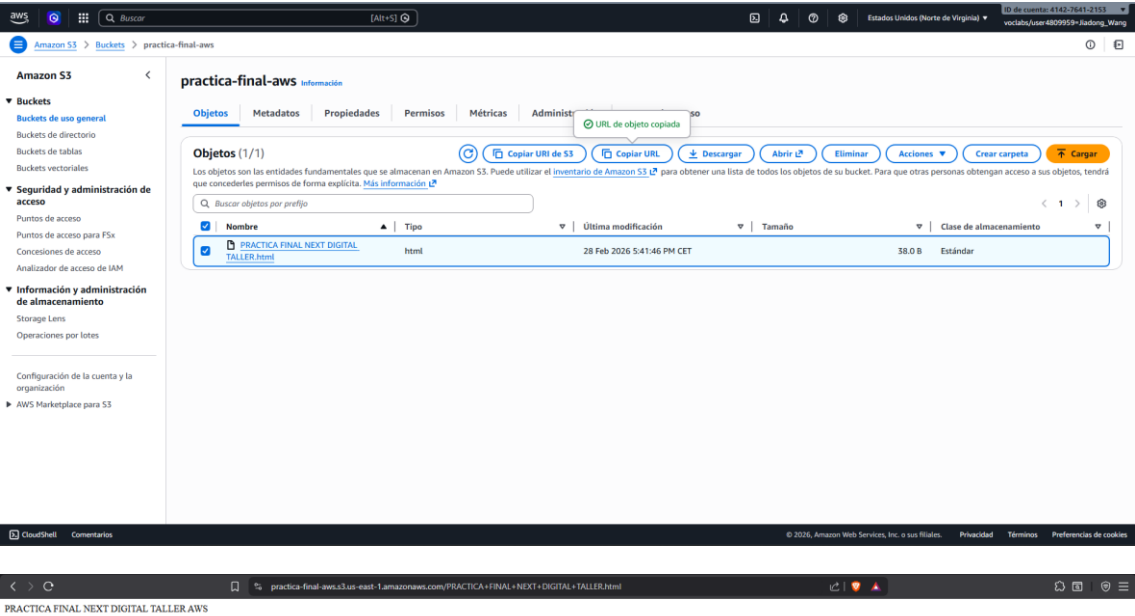 aws
Buscar [Alt+S]
Estados Unidos (Norte de Virginia) ▼
ID de cuenta: 4142-7641-2153 ▼
voclabs/user4809959=Jiadong_Wang
Amazon S3 > Buckets > practica-final-aws
Amazon S3
Buckets
Buckets de uso general
Buckets de directorio
Buckets de tablas
Buckets vectoriales
Seguridad y administración de acceso
Puntos de acceso
Puntos de acceso para FSx
Concesiones de acceso
Analizador de acceso de IAM
Información y administración de almacenamiento
Storage Lens
Operaciones por lotes
Configuración de la cuenta y la organización
AWS Marketplace para S3
practica-final-aws Información
Objetos Metadatos Propiedades Permisos Métricas
URL de objeto copiada
Objetos (1/1)
Copiar URI de S3 Copiar URL Descargar Abrir Eliminar Acciones ▼ Crear carpeta Cargar
Los objetos son las entidades fundamentales que se almacenan en Amazon S3. Puede utilizar el inventario de Amazon S3 para obtener una lista de todos los objetos de su bucket. Para que otras personas obtengan acceso a sus objetos, tendrá
que concederles permisos de forma explícita. Más información
Buscar objetos por prefijo
< 1 >
Nombre Tipo Última modificación Tamaño Clase de almacenamiento
PRACTICA FINAL NEXT DIGITAL
TALLER.html
html 28 Feb 2026 5:41:46 PM CET 38.0 B Estándar
CloudShell Comentarios © 2026, Amazon Web Services, Inc. o sus filiales. Privacidad Términos Preferencias de cookies
practica-final-aws.s3.us-east-1.amazonaws.com/PRACTICA+FINAL+NEXT+DIGITAL+TALLER.html
PRACTICA FINAL NEXT DIGITAL TALLER AWS